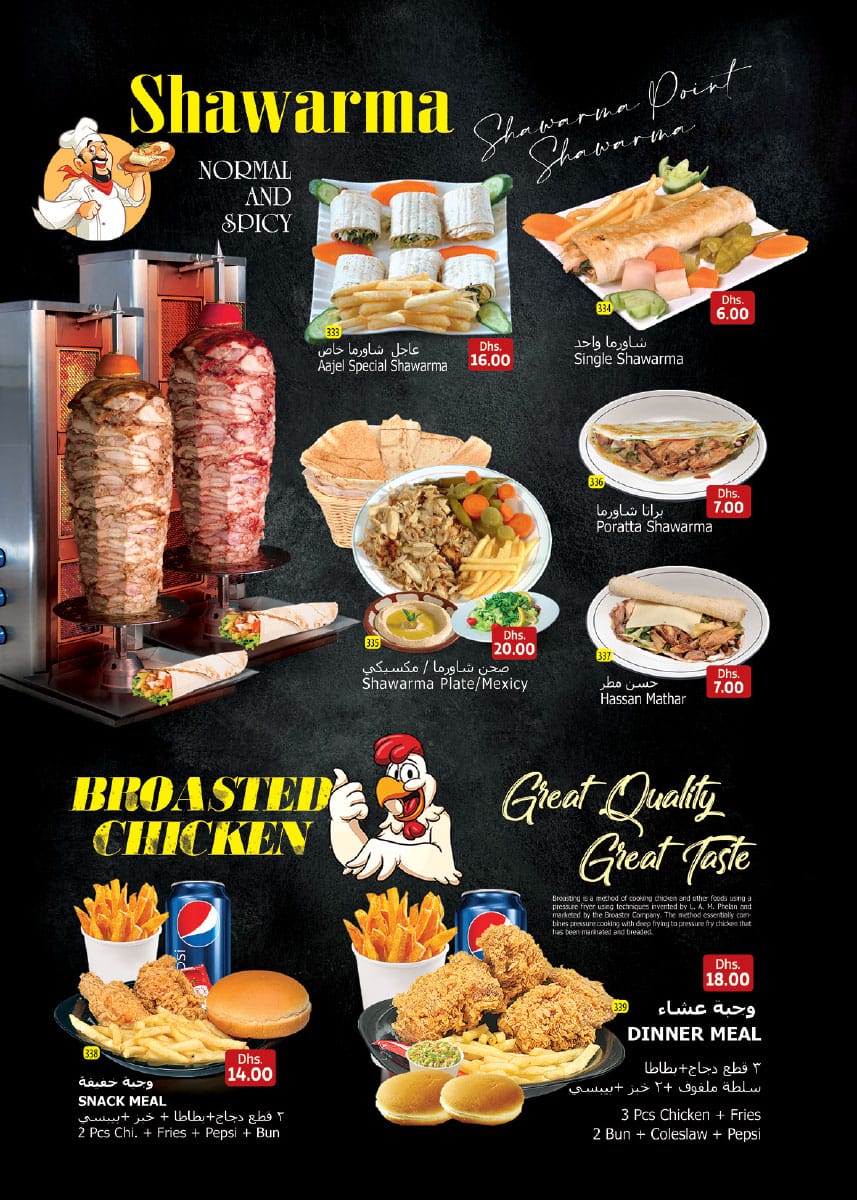 Shawarma
Shawarma Point
Shawarma
NORMAL
AND
SPICY
333
عاجل شاورما خاص
Aajel Special Shawarma
Dhs.
16.00
334
شاورما واحد
Single Shawarma
Dhs.
6.00
336
براتا شاورما
Poratta Shawarma
Dhs.
7.00
335
صحن شاورما / مكسيكي
Shawarma Plate/Mexicy
Dhs.
20.00
337
حسن مطر
Hassan Mathar
Dhs.
7.00
BROASTED
CHICKEN
Great Quality
Great Taste
Broasting is a method of cooking chicken and other foods using a
pressure fryer using techniques invented by L. A. M. Phelan and
marketed by the Broaster Company. The method essentially com-
bines pressure cooking with deep frying to pressure fry chicken that
has been marinated and breaded.
pepsi
338
Dhs.
14.00
وجبة خفيفة
SNACK MEAL
٢ قطع دجاج+بطاطا + خبز +بيبسي
2 Pcs Chi. + Fries + Pepsi + Bun
339
Dhs.
18.00
وجبة عشاء
DINNER MEAL
٣ قطع دجاج+بطاطا
سلطة ملفوف +٢ خبز +بيبسي
3 Pcs Chicken + Fries
2 Bun + Coleslaw + Pepsi